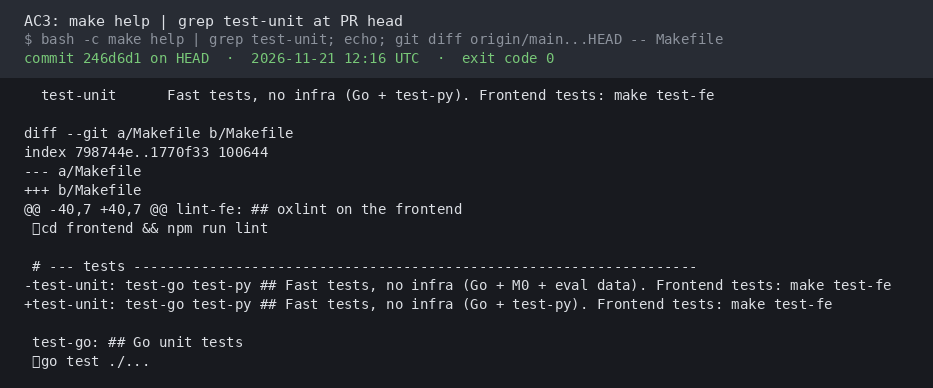 AC3: make help | grep test-unit at PR head
$ bash -c make help | grep test-unit; echo; git diff origin/main...HEAD -- Makefile
commit 246d6d1 on HEAD · 2026-11-21 12:16 UTC · exit code 0
test-unit Fast tests, no infra (Go + test-py). Frontend tests: make test-fe
diff --git a/Makefile b/Makefile
index 798744e..1770f33 100644
--- a/Makefile
+++ b/Makefile
@@ -40,7 +40,7 @@ lint-fe: ## oxlint on the frontend
cd frontend && npm run lint
# --- tests -------------------------------------------------------------------
-test-unit: test-go test-py ## Fast tests, no infra (Go + M0 + eval data). Frontend tests: make test-fe
+test-unit: test-go test-py ## Fast tests, no infra (Go + test-py). Frontend tests: make test-fe
test-go: ## Go unit tests
go test ./...